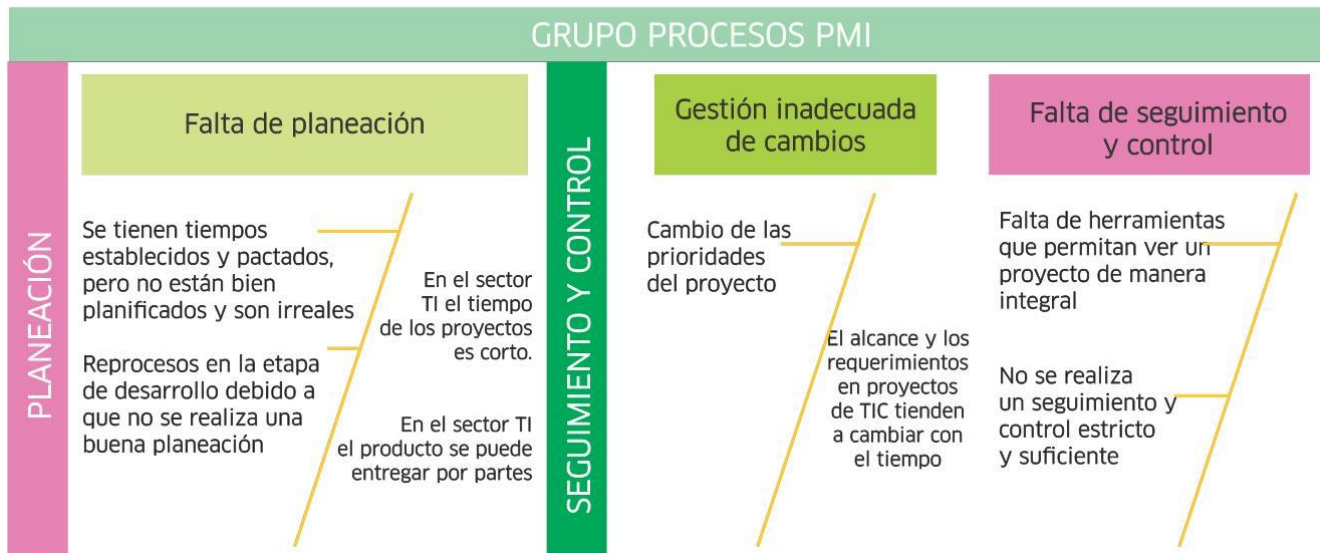 GRUPO PROCESOS PMI
PLANEACIÓN
Falta de planeación
Se tienen tiempos
establecidos y pactados,
pero no están bien
planificados y son irreales
Reprocesos en la etapa
de desarrollo debido a
que no se realiza una
buena planeación
En el sector
TI el tiempo
de los proyectos
es corto.
En el sector TI
el producto se puede
entregar por partes
SEGUIMIENTO Y CONTROL
Gestión inadecuada
de cambios
Cambio de las
prioridades
del proyecto
El alcance y los
requerimientos
en proyectos
de TIC tienden
a cambiar con
el tiempo
Falta de seguimiento
y control
Falta de herramientas
que permitan ver un
proyecto de manera
integral
No se realiza
un seguimiento y
control estricto
y suficiente